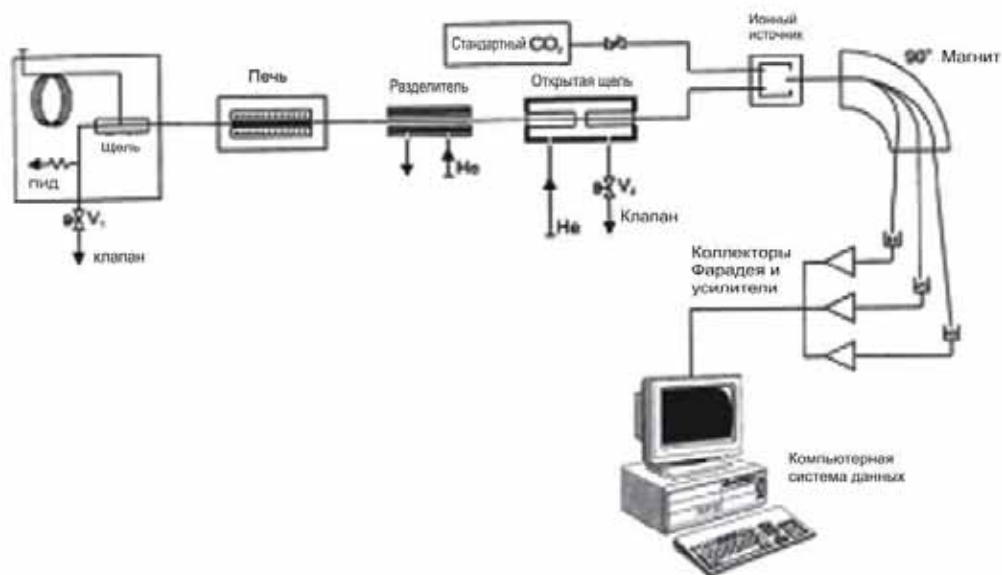 Стандартный CO₂
Ионный
источник
90° Магнит
Печь
Разделитель
Открытая щель
Щель
ПИД
He
He
V₁
клапан
V₂
Клапан
Коллекторы
Фарадея и
усилители
Компьютерная
система данных